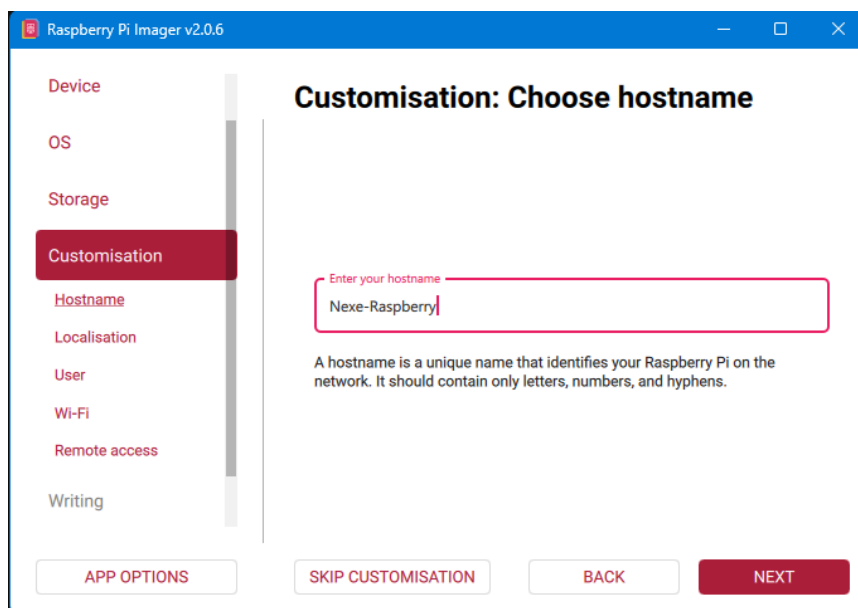 Raspberry Pi Imager v2.0.6
Device
OS
Storage
Customisation
Hostname
Localisation
User
Wi-Fi
Remote access
Writing
Customisation: Choose hostname
Enter your hostname
Nexe-Raspberry
A hostname is a unique name that identifies your Raspberry Pi on the
network. It should contain only letters, numbers, and hyphens.
APP OPTIONS
SKIP CUSTOMISATION
BACK
NEXT